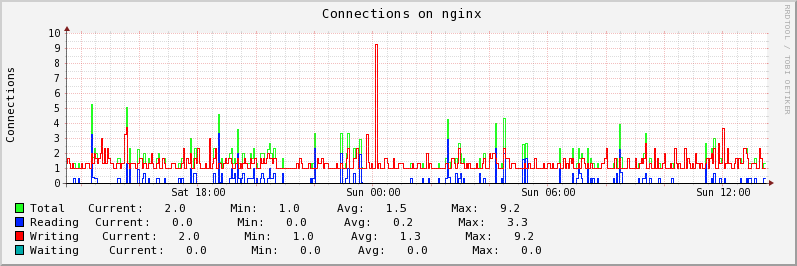 Connections on nginx
RRDTOOL / TOBI OETIKER
Connections
10
9
8
7
6
5
4
3
2
1
0
Sat 18:00 Sun 00:00 Sun 06:00 Sun 12:00
Total Current: 2.0 Min: 1.0 Avg: 1.5 Max: 9.2
Reading Current: 0.0 Min: 0.0 Avg: 0.2 Max: 3.3
Writing Current: 2.0 Min: 1.0 Avg: 1.3 Max: 9.2
Waiting Current: 0.0 Min: 0.0 Avg: 0.0 Max: 0.0